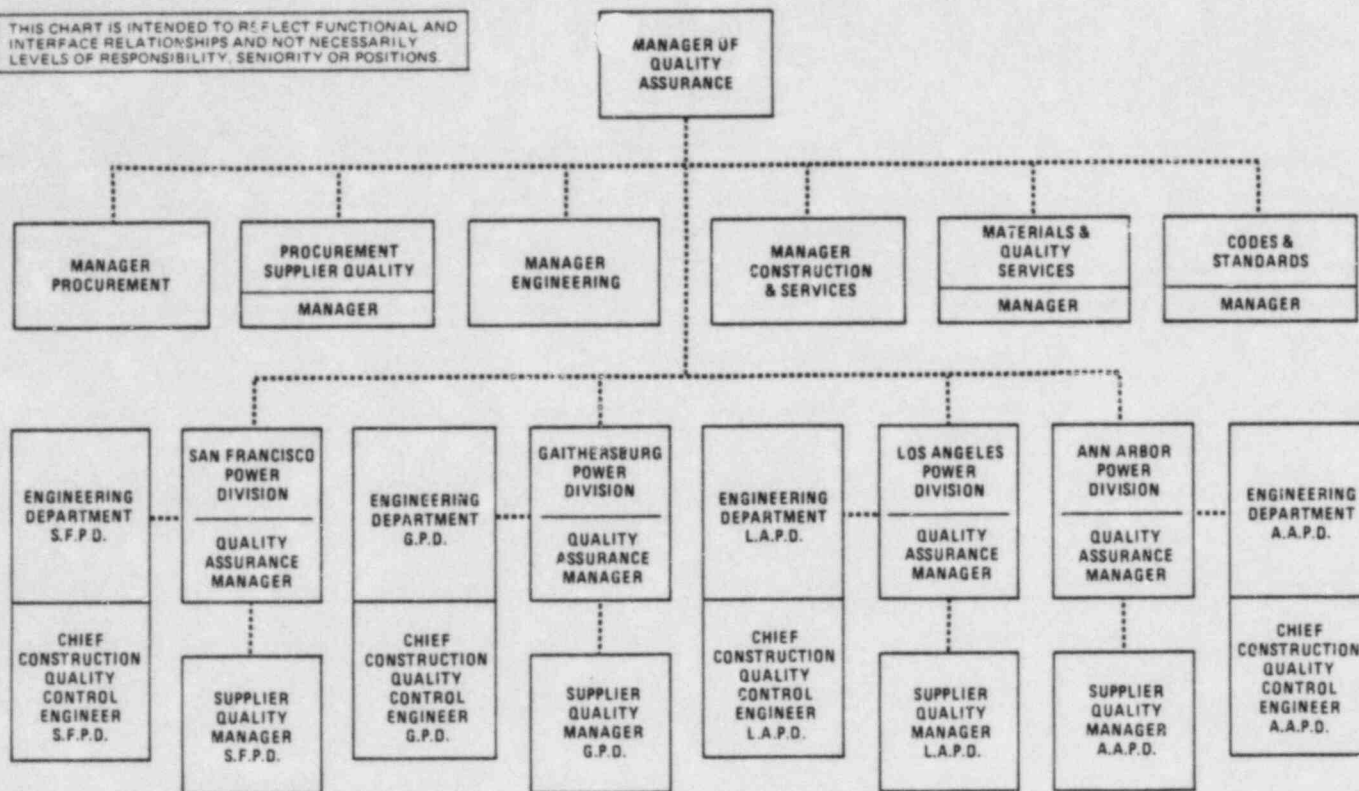 THIS CHART IS INTENDED TO REFLECT FUNCTIONAL AND
INTERFACE RELATIONSHIPS AND NOT NECESSARILY
LEVELS OF RESPONSIBILITY, SENIORITY OR POSITIONS.
MANAGER OF
QUALITY
ASSURANCE
MANAGER
PROCUREMENT
PROCUREMENT
SUPPLIER QUALITY
MANAGER
MANAGER
ENGINEERING
MANAGER
CONSTRUCTION
& SERVICES
MATERIALS &
QUALITY
SERVICES
MANAGER
CODES &
STANDARDS
MANAGER
ENGINEERING
DEPARTMENT
S.F.P.D.
CHIEF
CONSTRUCTION
QUALITY
CONTROL
ENGINEER
S.F.P.D.
SAN FRANCISCO
POWER
DIVISION
QUALITY
ASSURANCE
MANAGER
SUPPLIER
QUALITY
MANAGER
S.F.P.D.
ENGINEERING
DEPARTMENT
G.P.D.
CHIEF
CONSTRUCTION
QUALITY
CONTROL
ENGINEER
G.P.D.
GAITHERSBURG
POWER
DIVISION
QUALITY
ASSURANCE
MANAGER
SUPPLIER
QUALITY
MANAGER
G.P.D.
ENGINEERING
DEPARTMENT
L.A.P.D.
CHIEF
CONSTRUCTION
QUALITY
CONTROL
ENGINEER
L.A.P.D.
LOS ANGELES
POWER
DIVISION
QUALITY
ASSURANCE
MANAGER
SUPPLIER
QUALITY
MANAGER
L.A.P.D.
ANN ARBOR
POWER
DIVISION
QUALITY
ASSURANCE
MANAGER
SUPPLIER
QUALITY
MANAGER
A.A.P.D.
ENGINEERING
DEPARTMENT
A.A.P.D.
CHIEF
CONSTRUCTION
QUALITY
CONTROL
ENGINEER
A.A.P.D.